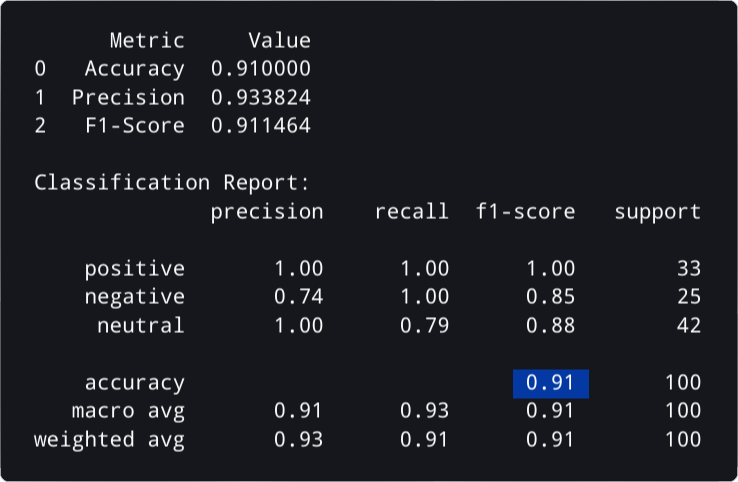 Metric Value
0 Accuracy 0.910000
1 Precision 0.933824
2 F1-Score 0.911464
Classification Report:
precision recall f1-score support
positive 1.00 1.00 1.00 33
negative 0.74 1.00 0.85 25
neutral 1.00 0.79 0.88 42
accuracy 0.91 100
macro avg 0.91 0.93 0.91 100
weighted avg 0.93 0.91 0.91 100